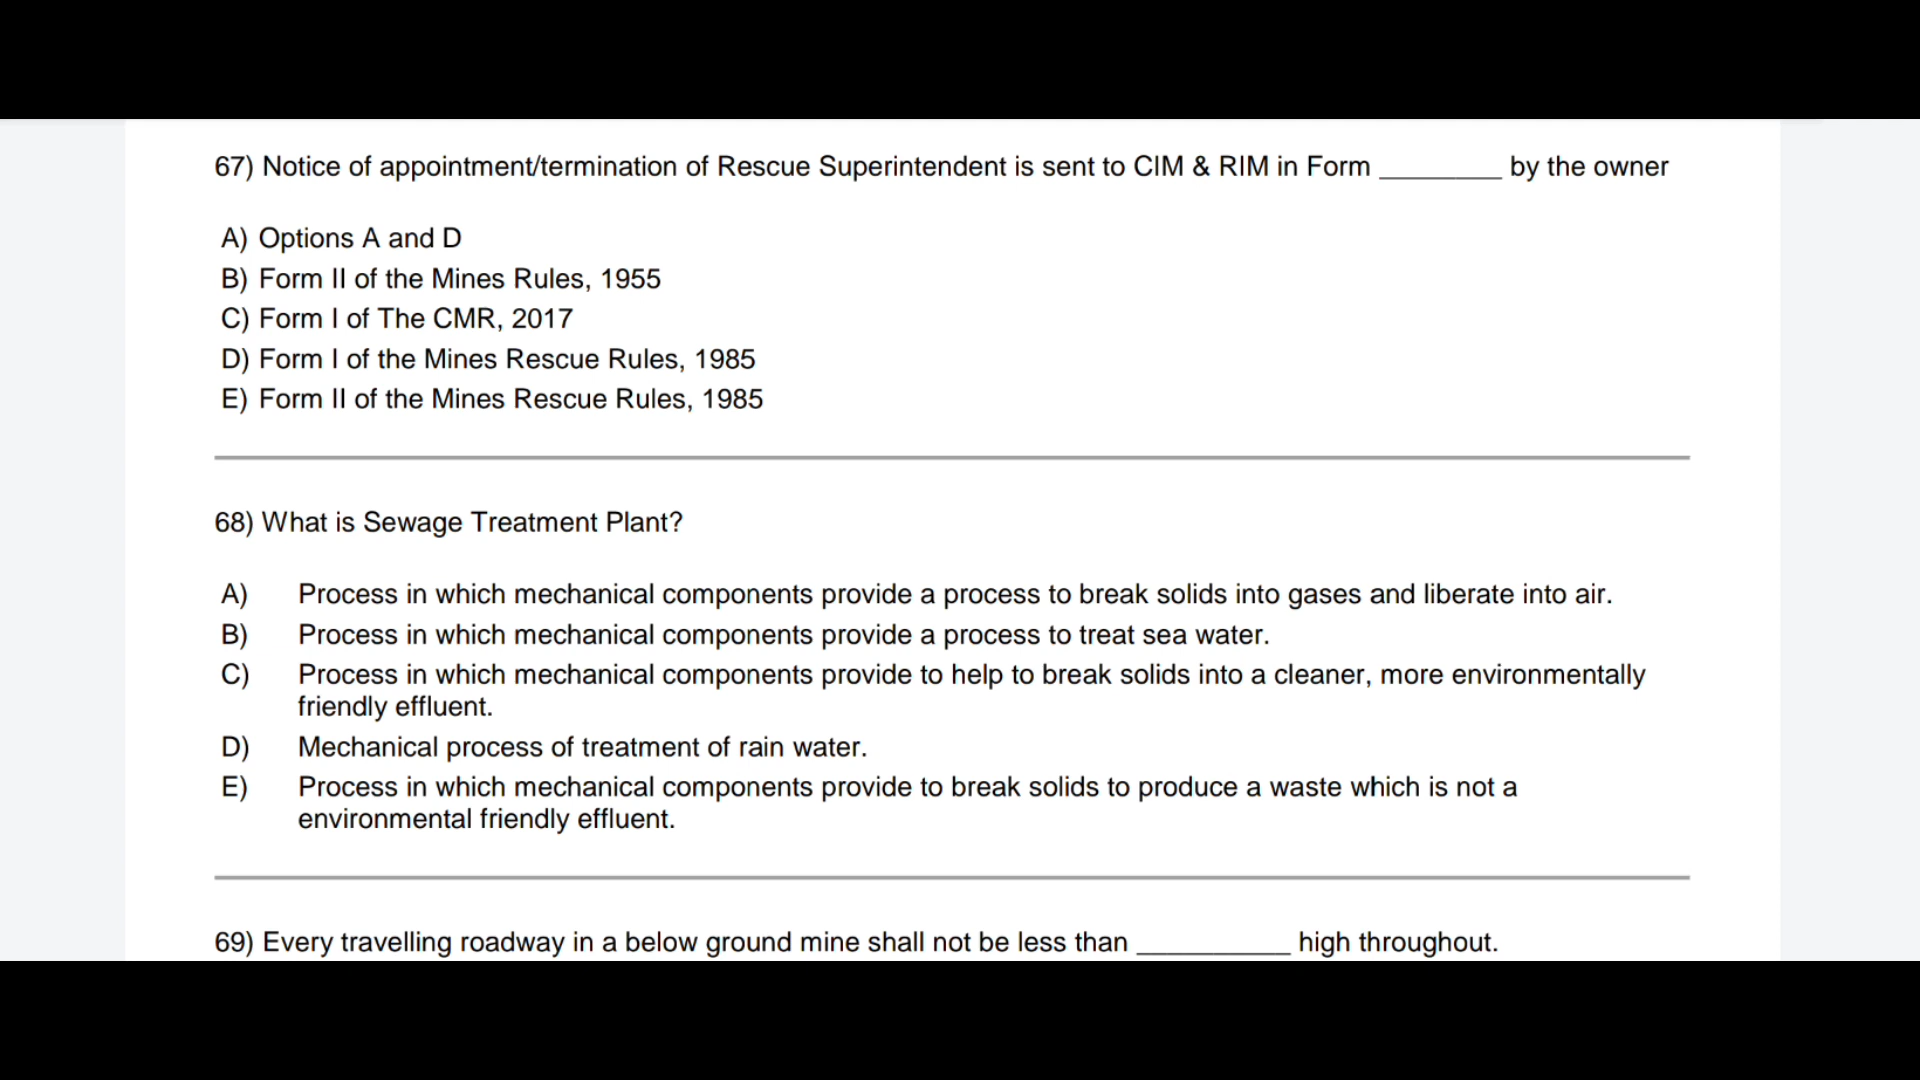 67) Notice of appointment/termination of Rescue Superintendent is sent to CIM & RIM in Form ________ by the owner
A) Options A and D
B) Form II of the Mines Rules, 1955
C) Form I of The CMR, 2017
D) Form I of the Mines Rescue Rules, 1985
E) Form II of the Mines Rescue Rules, 1985
68) What is Sewage Treatment Plant?
A) Process in which mechanical components provide a process to break solids into gases and liberate into air.
B) Process in which mechanical components provide a process to treat sea water.
C) Process in which mechanical components provide to help to break solids into a cleaner, more environmentally
friendly effluent.
D) Mechanical process of treatment of rain water.
E) Process in which mechanical components provide to break solids to produce a waste which is not a
environmental friendly effluent.
69) Every travelling roadway in a below ground mine shall not be less than __________ high throughout.